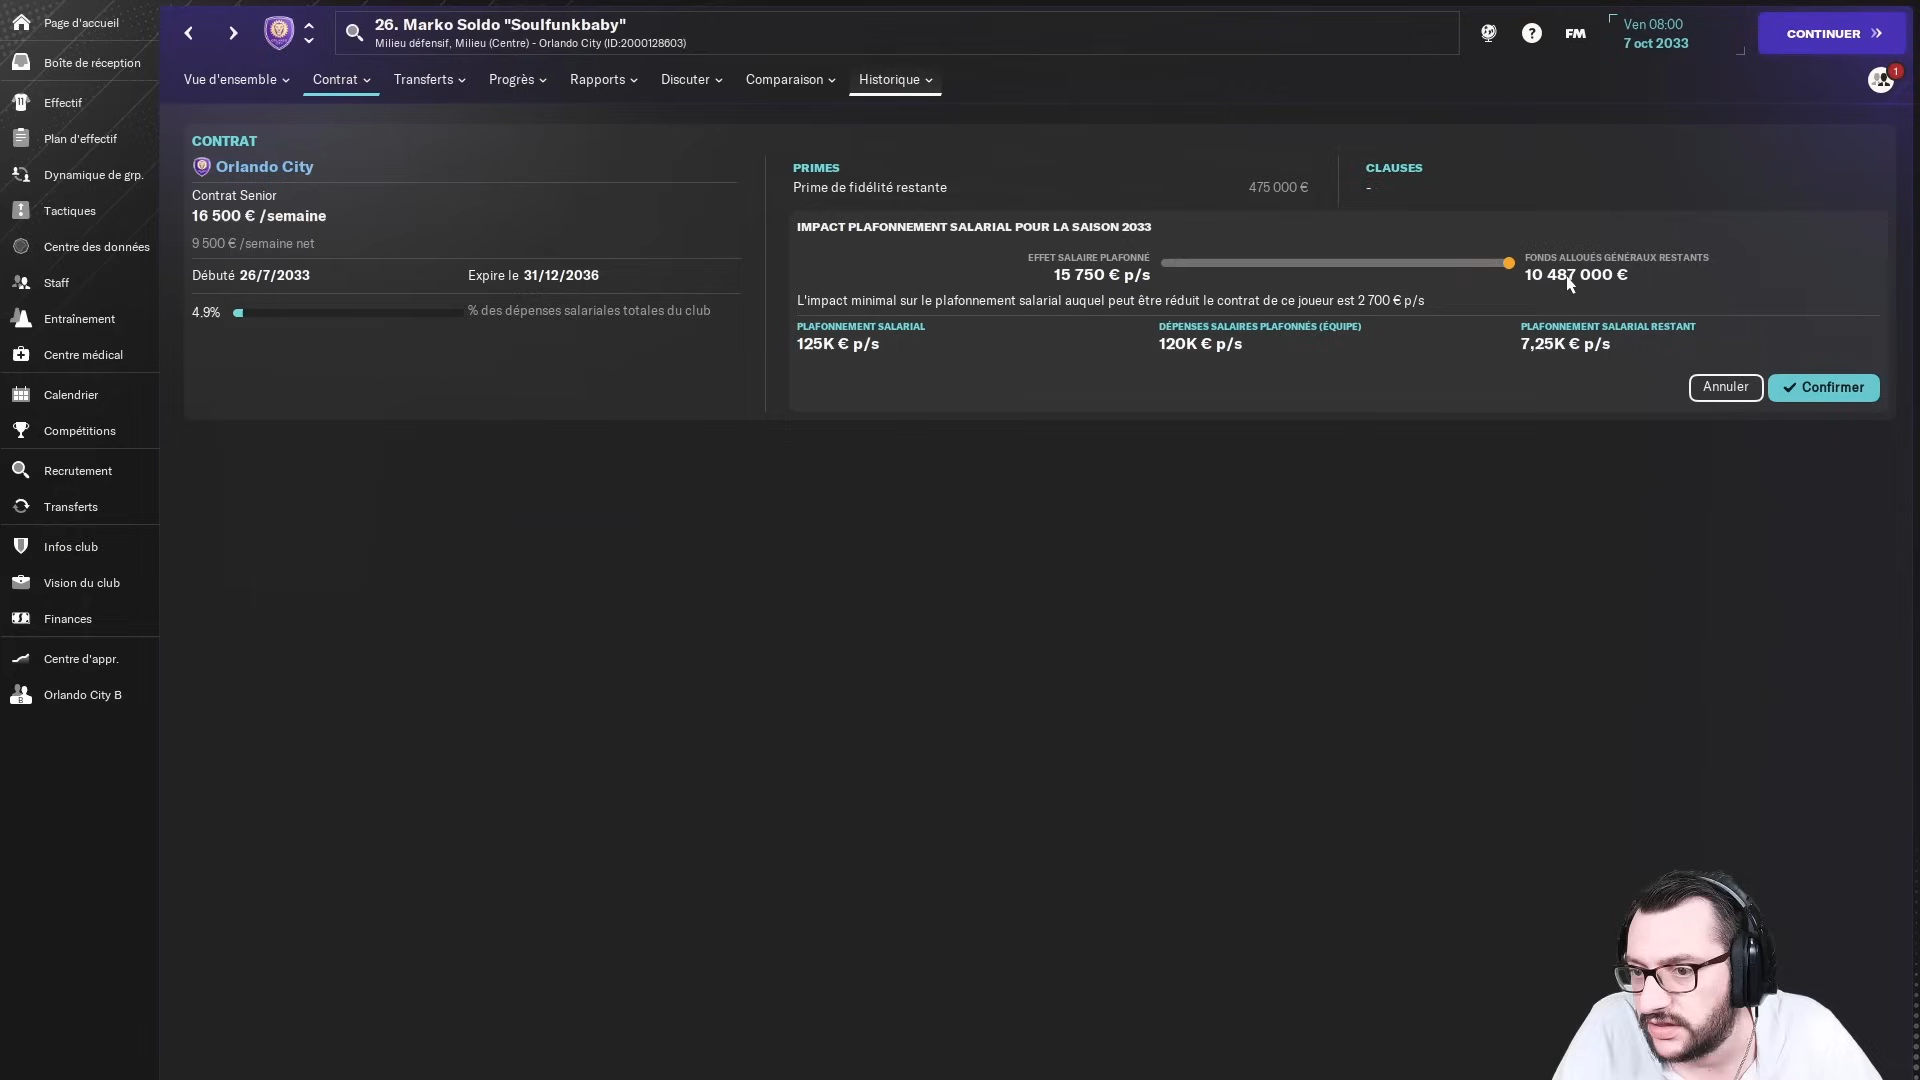 Page d'accueil
Boîte de réception
Effectif
11
Plan d'effectif
Dynamique de grp.
Tactiques
Centre des données
Staff
Entraînement
Centre médical
Calendrier
Compétitions
Recrutement
Transferts
Infos club
Vision du club
Finances
Centre d'appr.
Orlando City B
B
26. Marko Soldo "Soulfunkbaby"
Milieu défensif, Milieu (Centre) - Orlando City (ID:2000128603)
?
FM
Ven 08:00
7 oct 2033
CONTINUER
Vue d'ensemble
Contrat
Transferts
Progrès
Rapports
Discuter
Comparaison
Historique
1
CONTRAT
Orlando City
Contrat Senior
16 500 € /semaine
9 500 € /semaine net
Débuté 26/7/2033
Expire le 31/12/2036
4.9%
% des dépenses salariales totales du club
PRIMES
Prime de fidélité restante
475 000 €
CLAUSES
-
IMPACT PLAFONNEMENT SALARIAL POUR LA SAISON 2033
EFFET SALAIRE PLAFONNÉ
15 750 € p/s
FONDS ALLOUÉS GÉNÉRAUX RESTANTS
10 487 000 €
L'impact minimal sur le plafonnement salarial auquel peut être réduit le contrat de ce joueur est 2 700 € p/s
PLAFONNEMENT SALARIAL
125K € p/s
DÉPENSES SALAIRES PLAFONNÉS (ÉQUIPE)
120K € p/s
PLAFONNEMENT SALARIAL RESTANT
7,25K € p/s
Annuler
Confirmer